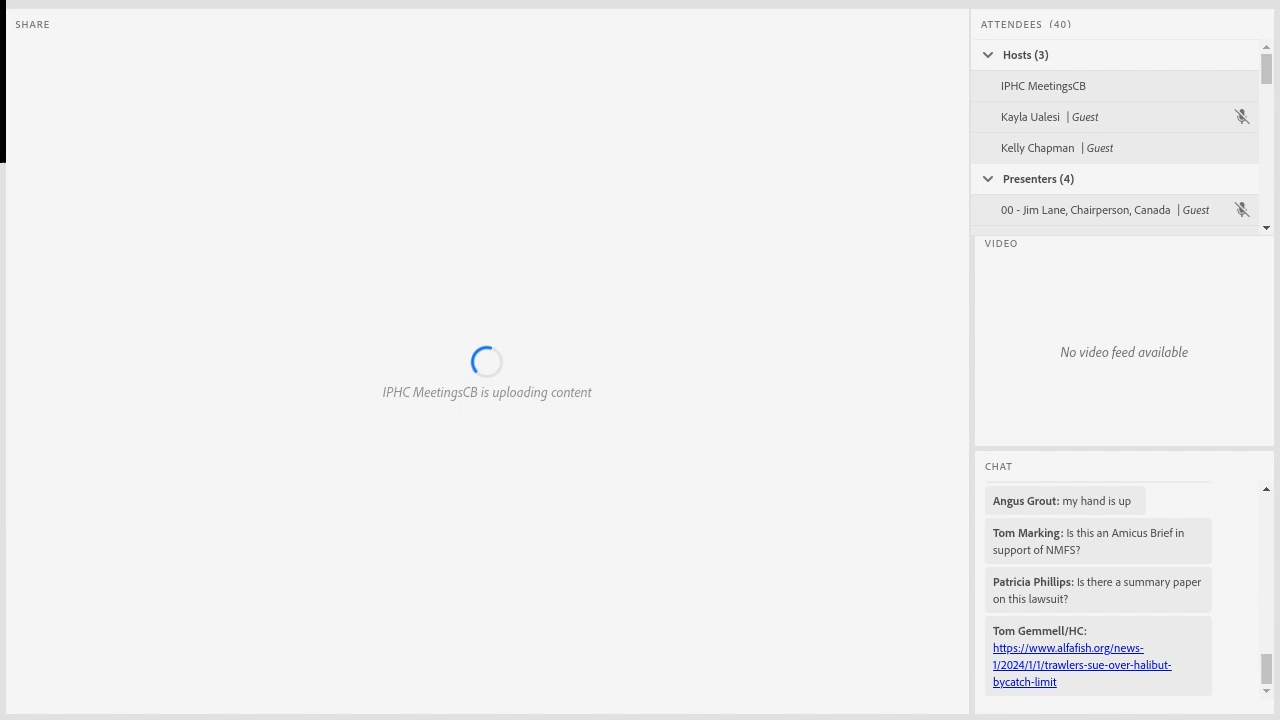 SHARE
IPHC MeetingsCB is uploading content
ATTENDEES (40)
Hosts (3)
IPHC MeetingsCB
Kayla Ualesi | Guest
Kelly Chapman | Guest
Presenters (4)
00 - Jim Lane, Chairperson, Canada | Guest
VIDEO
No video feed available
CHAT
Angus Grout: my hand is up
Tom Marking: Is this an Amicus Brief in
support of NMFS?
Patricia Phillips: Is there a summary paper
on this lawsuit?
Tom Gemmell/HC:
https://www.alfafish.org/news-
1/2024/1/1/trawlers-sue-over-halibut-
bycatch-limit